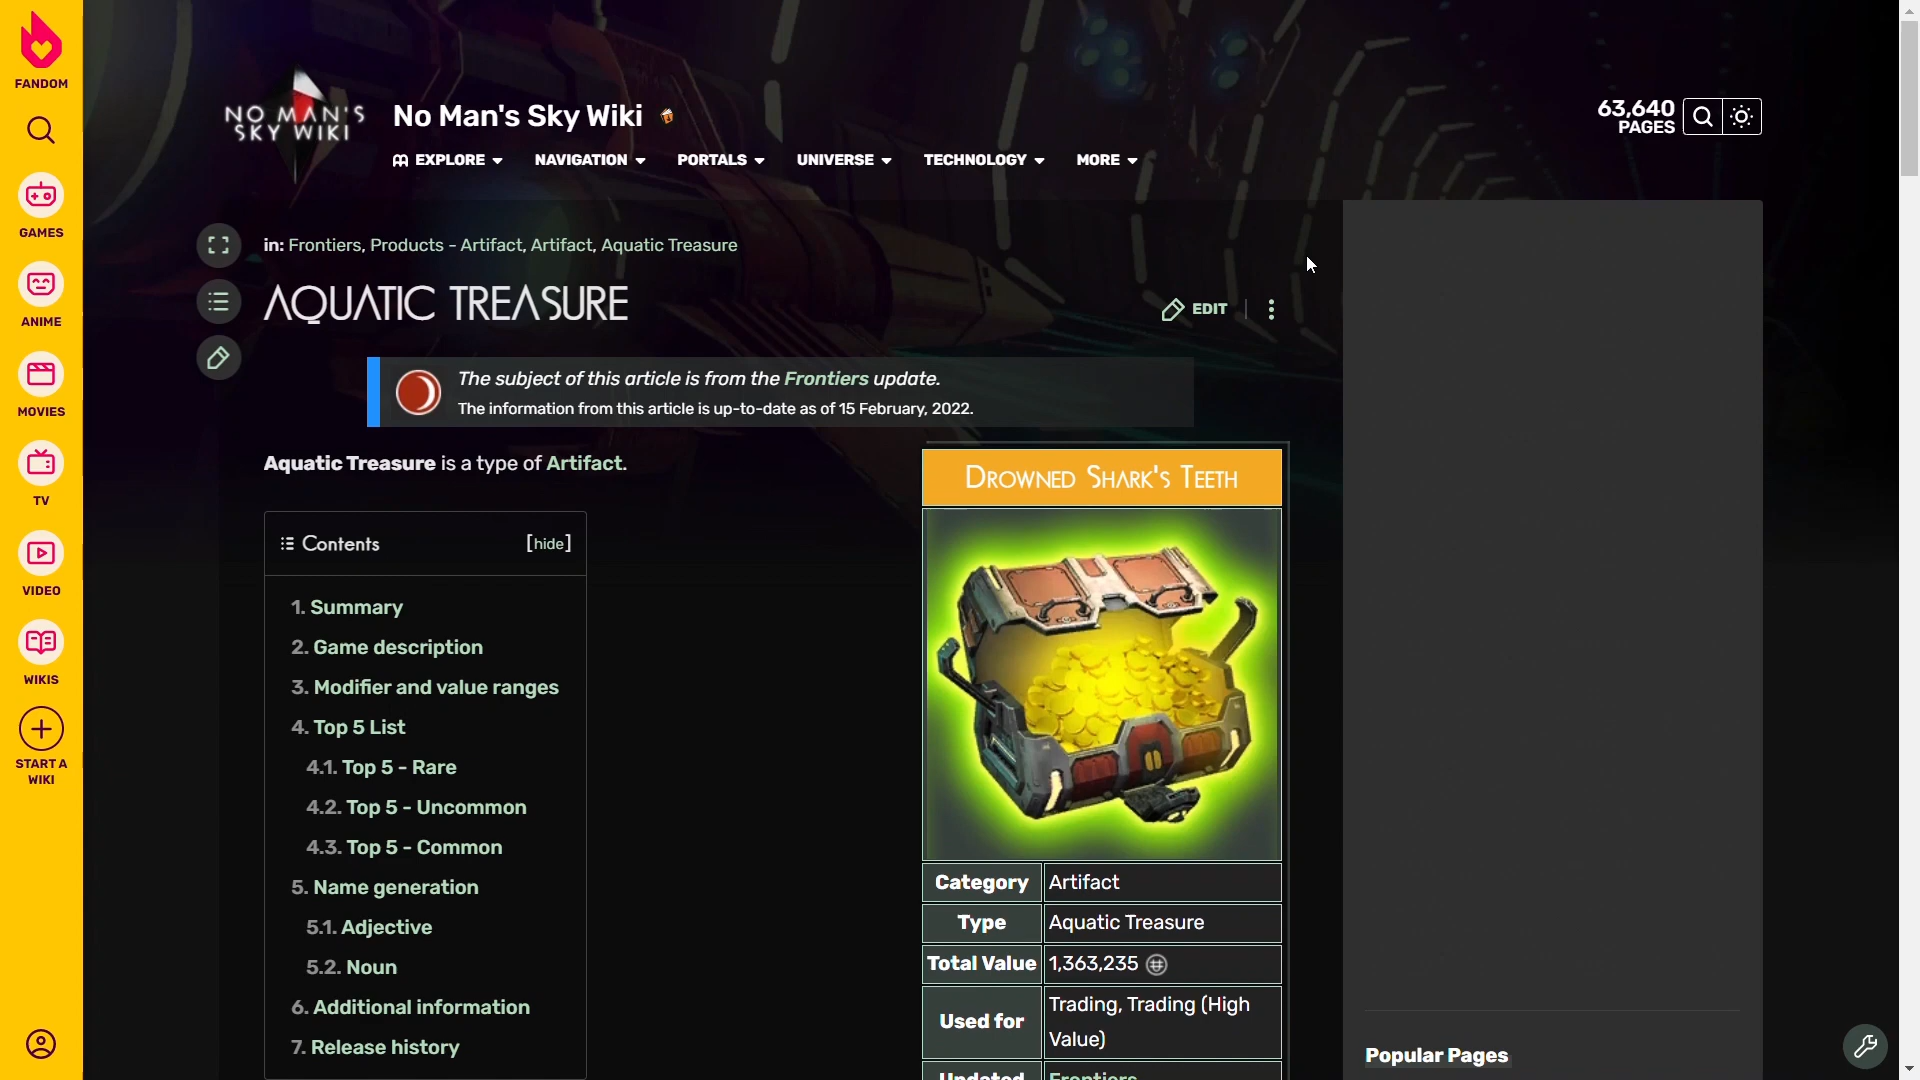 FANDOM
GAMES
ANIME
MOVIES
TV
VIDEO
WIKIS
START A
WIKI
NO MAN'S
SKY WIKI
No Man's Sky Wiki
63,640
PAGES
EXPLORE
NAVIGATION
PORTALS
UNIVERSE
TECHNOLOGY
MORE
in: Frontiers, Products - Artifact, Artifact, Aquatic Treasure
AQUATIC TREASURE
EDIT
The subject of this article is from the Frontiers update.
The information from this article is up-to-date as of 15 February, 2022.
Aquatic Treasure is a type of Artifact.
Contents [hide]
1. Summary
2. Game description
3. Modifier and value ranges
4. Top 5 List
4.1. Top 5 - Rare
4.2. Top 5 - Uncommon
4.3. Top 5 - Common
5. Name generation
5.1. Adjective
5.2. Noun
6. Additional information
7. Release history
Drowned Shark's Teeth
Category Artifact
Type Aquatic Treasure
Total Value 1,363,235
Used for Trading, Trading (High
Value)
Updated Frontiers
Popular Pages